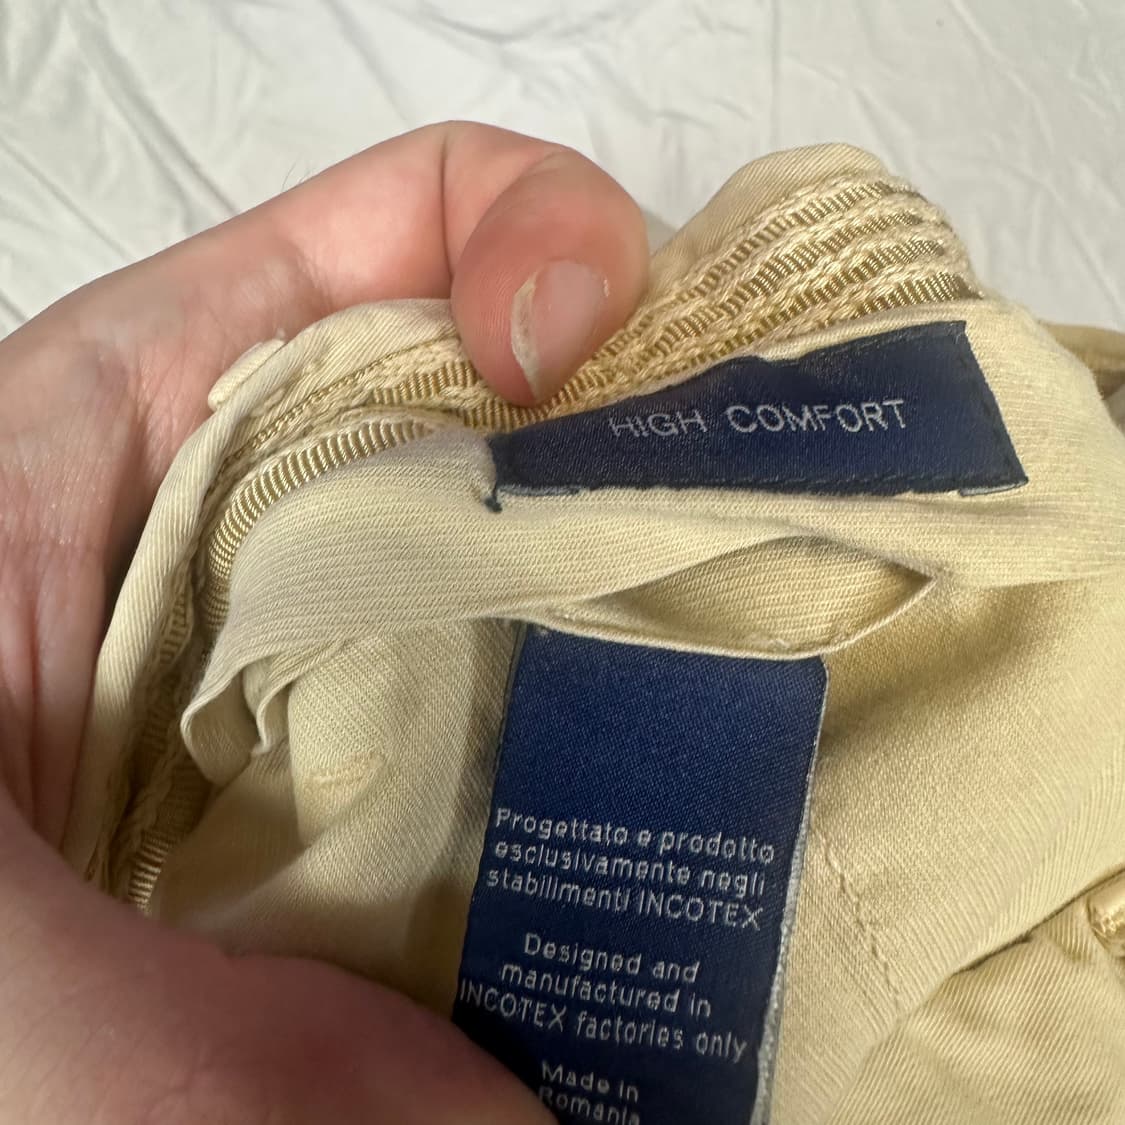 HIGH COMFORT
Progettato e prodotto
esclusivamente negli
stabilimenti INCOTEX
Designed and
manufactured in
INCOTEX factories only
Made in
Romania